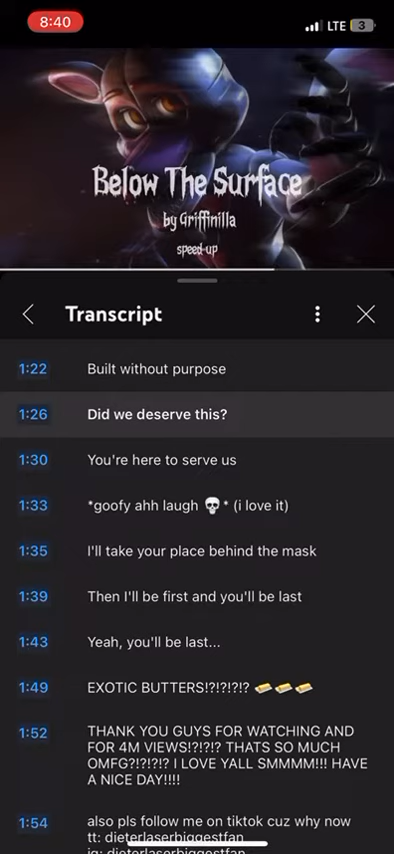 8:40
LTE 3
Below The Surface
by Griffinilla
speed-up
Transcript
1:22 Built without purpose
1:26 Did we deserve this?
1:30 You're here to serve us
1:33 *goofy ahh laugh 💀* (i love it)
1:35 I'll take your place behind the mask
1:39 Then I'll be first and you'll be last
1:43 Yeah, you'll be last...
1:49 EXOTIC BUTTERS!?!?!?!? 🧈🧈🧈
1:52 THANK YOU GUYS FOR WATCHING AND
FOR 4M VIEWS!?!?!? THATS SO MUCH
OMFG?!?!?!? I LOVE YALL SMMMM!!! HAVE
A NICE DAY!!!!
1:54 also pls follow me on tiktok cuz why now
tt: dieterlaserbiggestfan
ig: dieterlaserbiggestfan